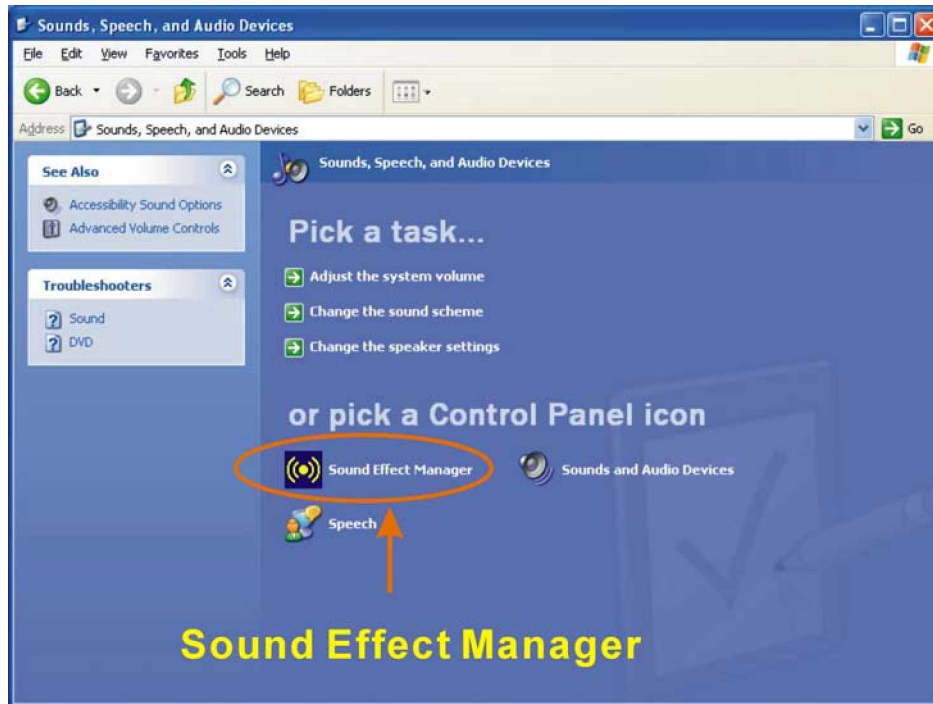 Sounds, Speech, and Audio Devices
File Edit View Favorites Tools Help
Back Search Folders
Address Sounds, Speech, and Audio Devices Go
See Also
Accessibility Sound Options
Advanced Volume Controls
Troubleshooters
Sound
DVD
Sounds, Speech, and Audio Devices
Pick a task...
Adjust the system volume
Change the sound scheme
Change the speaker settings
or pick a Control Panel icon
Sound Effect Manager Sounds and Audio Devices
Speech
Sound Effect Manager